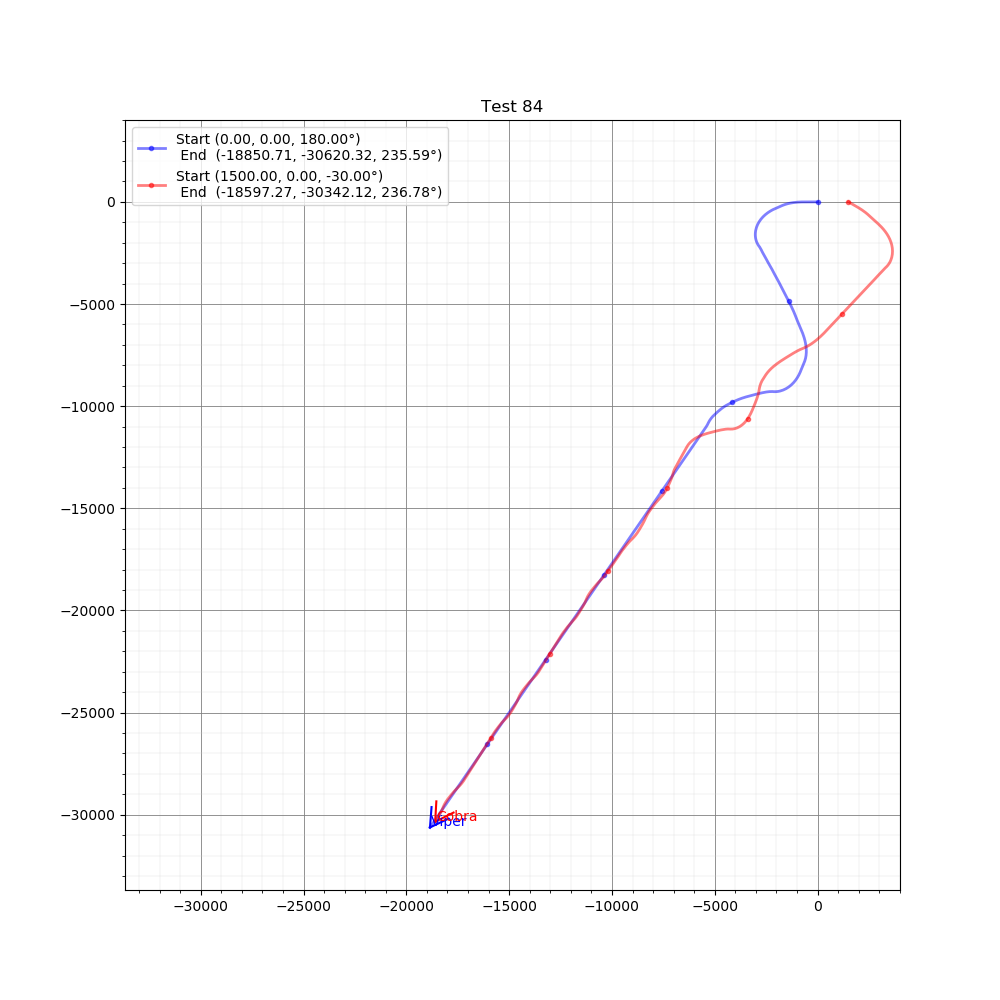 Test 84
Start (0.00, 0.00, 180.00°)
End (-18850.71, -30620.32, 235.59°)
Start (1500.00, 0.00, -30.00°)
End (-18597.27, -30342.12, 236.78°)
0
−5000
−10000
−15000
−20000
−25000
−30000
Cobra
Viper
−30000 −25000 −20000 −15000 −10000 −5000 0